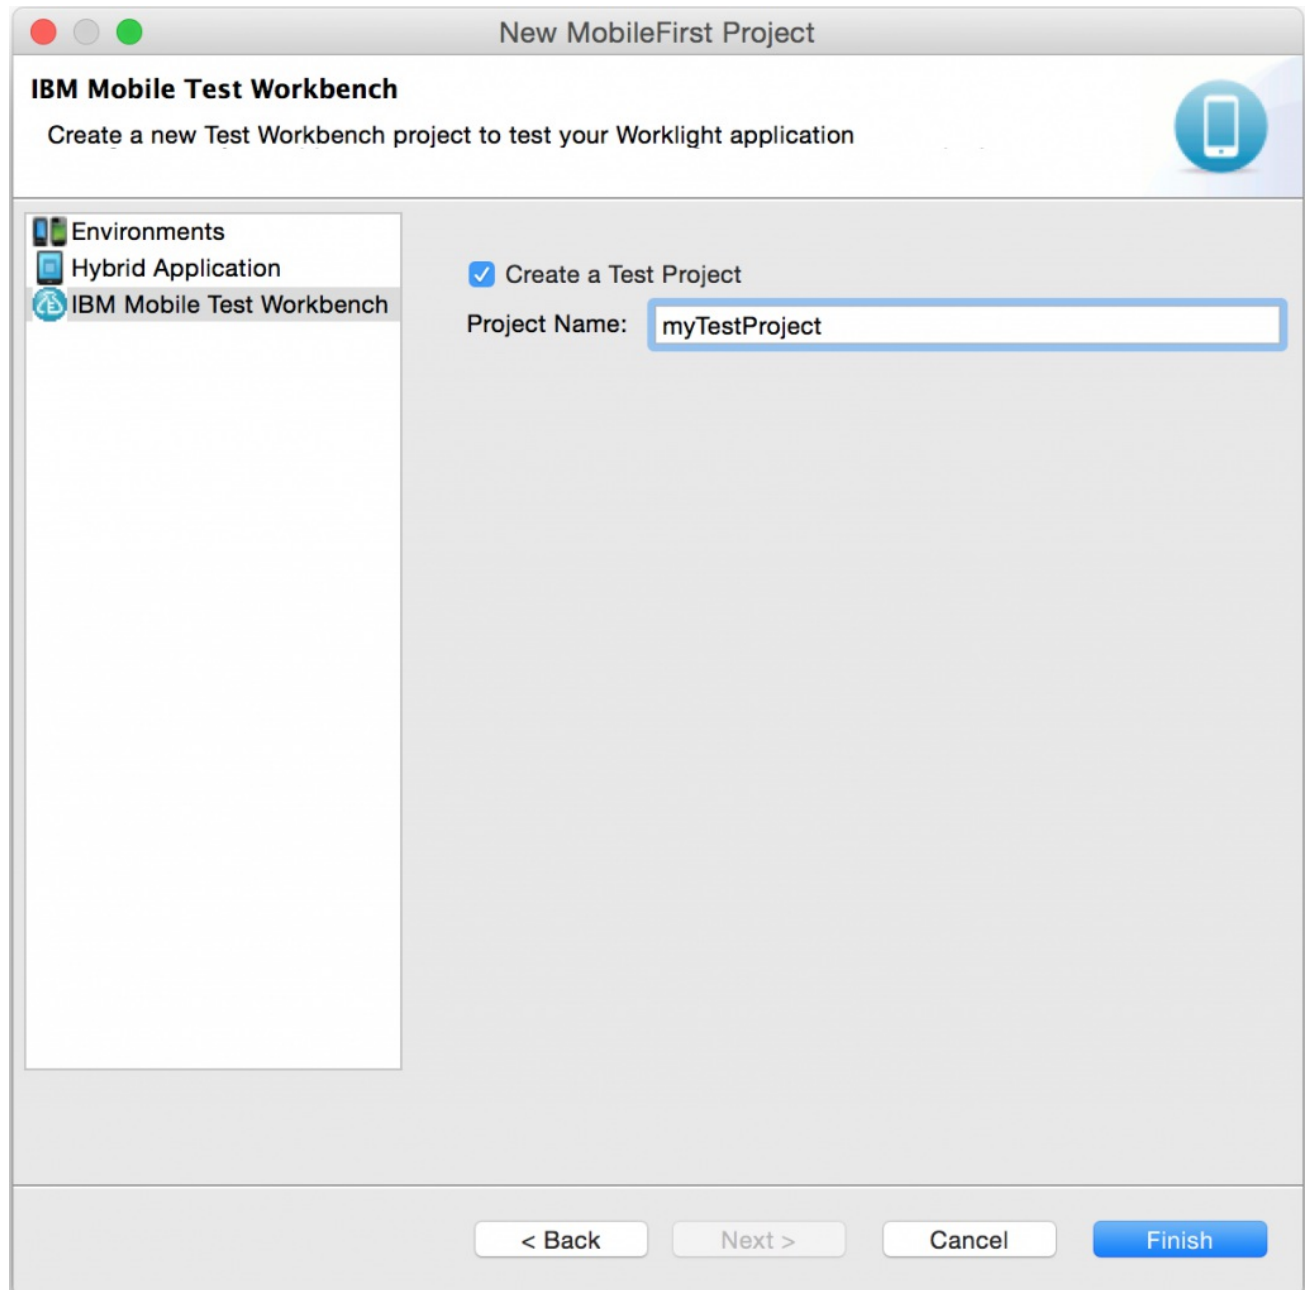 New MobileFirst Project
IBM Mobile Test Workbench
Create a new Test Workbench project to test your Worklight application
Environments
Hybrid Application
IBM Mobile Test Workbench
Create a Test Project
Project Name: myTestProject
< Back Next > Cancel Finish